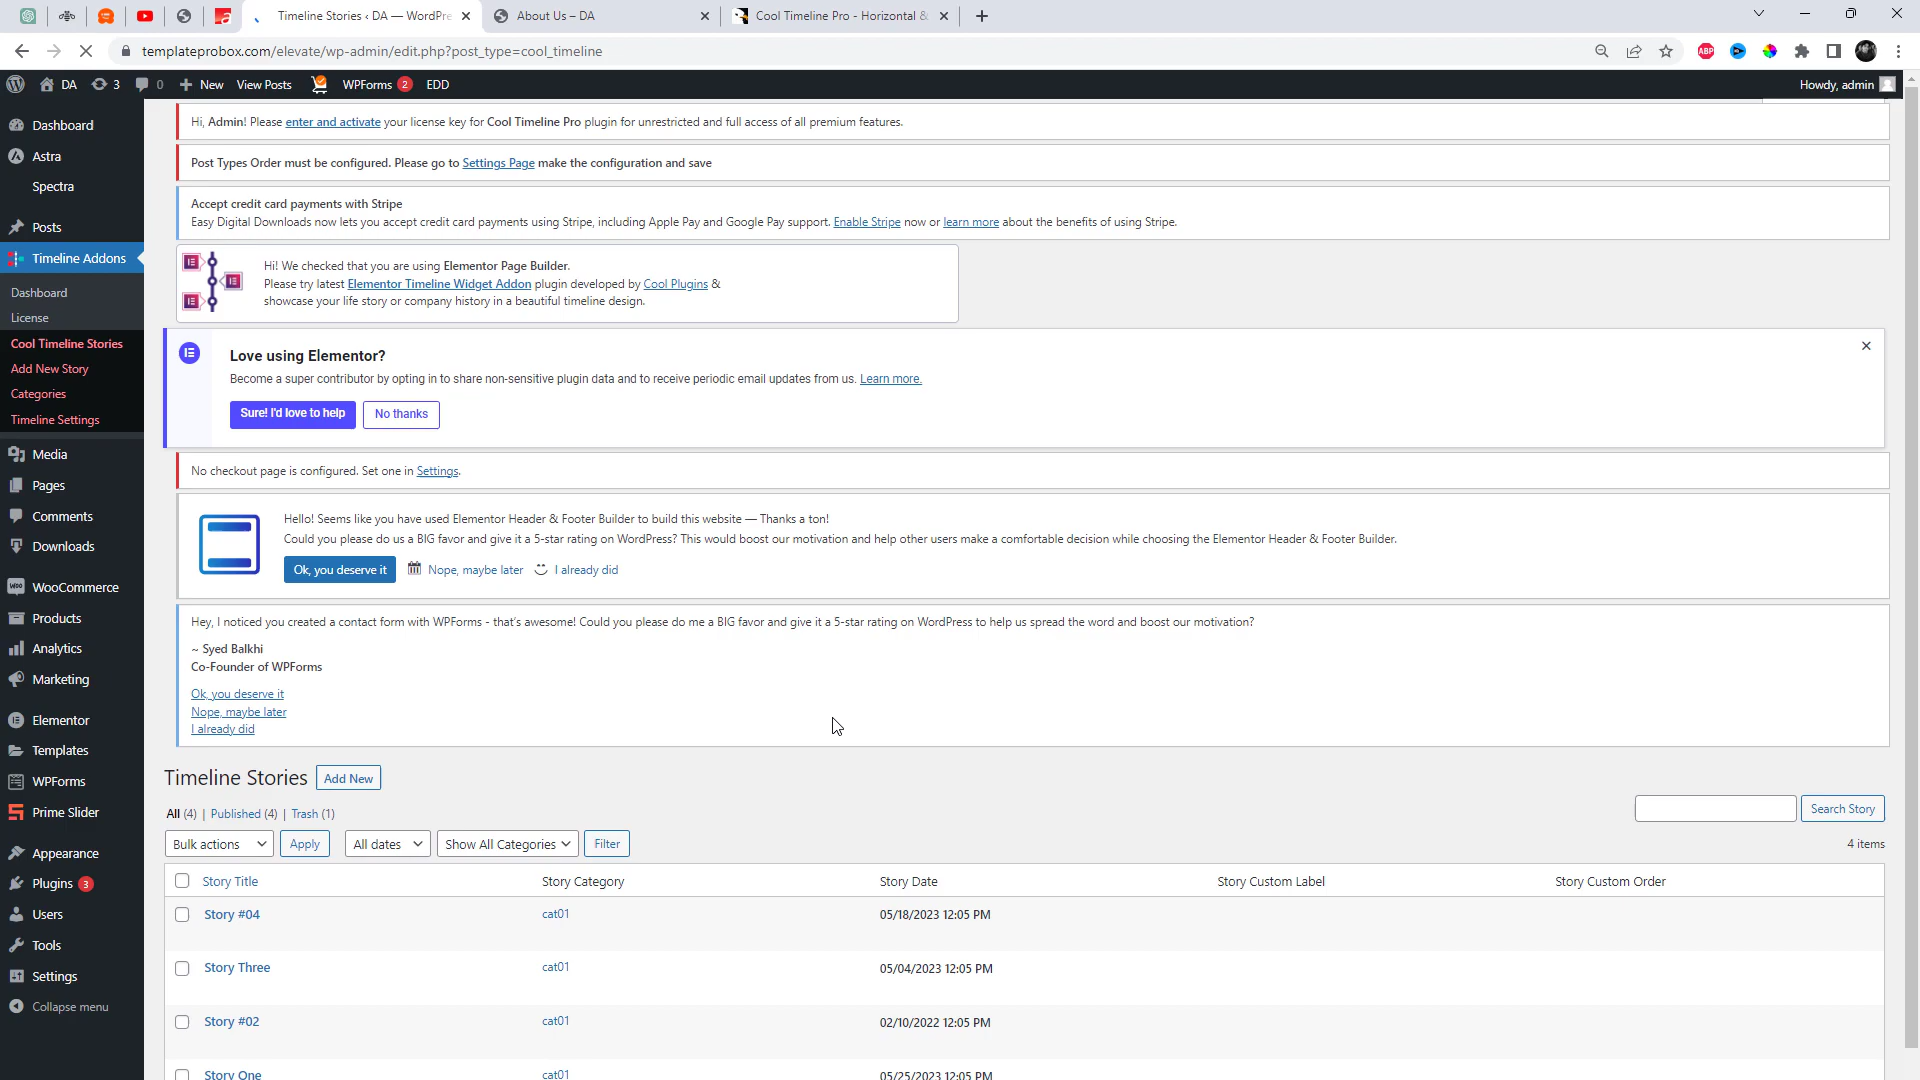 Timeline Stories ‹ DA — WordPre
About Us – DA
Cool Timeline Pro - Horizontal &
templateprobox.com/elevate/wp-admin/edit.php?post_type=cool_timeline
ABP
DA
3
0
New
View Posts
WPForms 2
EDD
Howdy, admin
Dashboard
Astra
Spectra
Posts
Timeline Addons
Dashboard
License
Cool Timeline Stories
Add New Story
Categories
Timeline Settings
Media
Pages
Comments
Downloads
WooCommerce
Products
Analytics
Marketing
Elementor
Templates
WPForms
Prime Slider
Appearance
Plugins 3
Users
Tools
Settings
Collapse menu
Hi, Admin! Please enter and activate your license key for Cool Timeline Pro plugin for unrestricted and full access of all premium features.
Post Types Order must be configured. Please go to Settings Page make the configuration and save
Accept credit card payments with Stripe
Easy Digital Downloads now lets you accept credit card payments using Stripe, including Apple Pay and Google Pay support. Enable Stripe now or learn more about the benefits of using Stripe.
Hi! We checked that you are using Elementor Page Builder.
Please try latest Elementor Timeline Widget Addon plugin developed by Cool Plugins &
showcase your life story or company history in a beautiful timeline design.
Love using Elementor?
Become a super contributor by opting in to share non-sensitive plugin data and to receive periodic email updates from us. Learn more.
Sure! I'd love to help
No thanks
No checkout page is configured. Set one in Settings.
Hello! Seems like you have used Elementor Header & Footer Builder to build this website — Thanks a ton!
Could you please do us a BIG favor and give it a 5-star rating on WordPress? This would boost our motivation and help other users make a comfortable decision while choosing the Elementor Header & Footer Builder.
Ok, you deserve it
Nope, maybe later
I already did
Hey, I noticed you created a contact form with WPForms - that's awesome! Could you please do me a BIG favor and give it a 5-star rating on WordPress to help us spread the word and boost our motivation?
~ Syed Balkhi
Co-Founder of WPForms
Ok, you deserve it
Nope, maybe later
I already did
Timeline Stories
Add New
All (4) | Published (4) | Trash (1)
Search Story
Bulk actions
Apply
All dates
Show All Categories
Filter
4 items
Story Title
Story Category
Story Date
Story Custom Label
Story Custom Order
Story #04
cat01
05/18/2023 12:05 PM
Story Three
cat01
05/04/2023 12:05 PM
Story #02
cat01
02/10/2022 12:05 PM
Story One
cat01
05/25/2023 12:05 PM